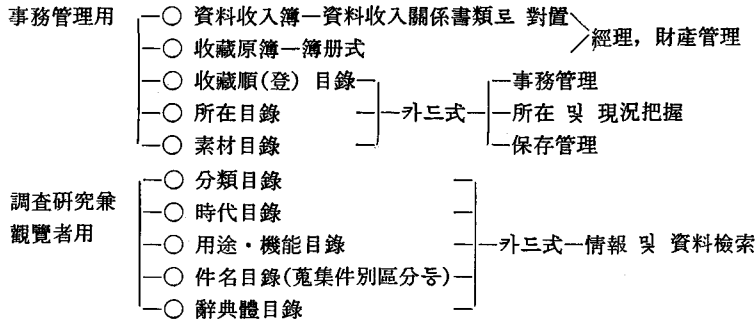 事務管理用 ○ 資料收入簿―資料收入關係書類로 對置
經理, 財產管理
○ 收藏原簿―簿册式
○ 收藏順(登) 目錄 事務管理
○ 所在目錄 카드式 所在 및 現況把握
○ 素材目錄 保存管理
○ 分類目錄
調査硏究兼
○ 時代目錄
觀覽者用
○ 用途・機能目錄 카드式―情報 및 資料檢索
○ 件名目錄(蒐集件別區分등)
○ 辭典體目錄